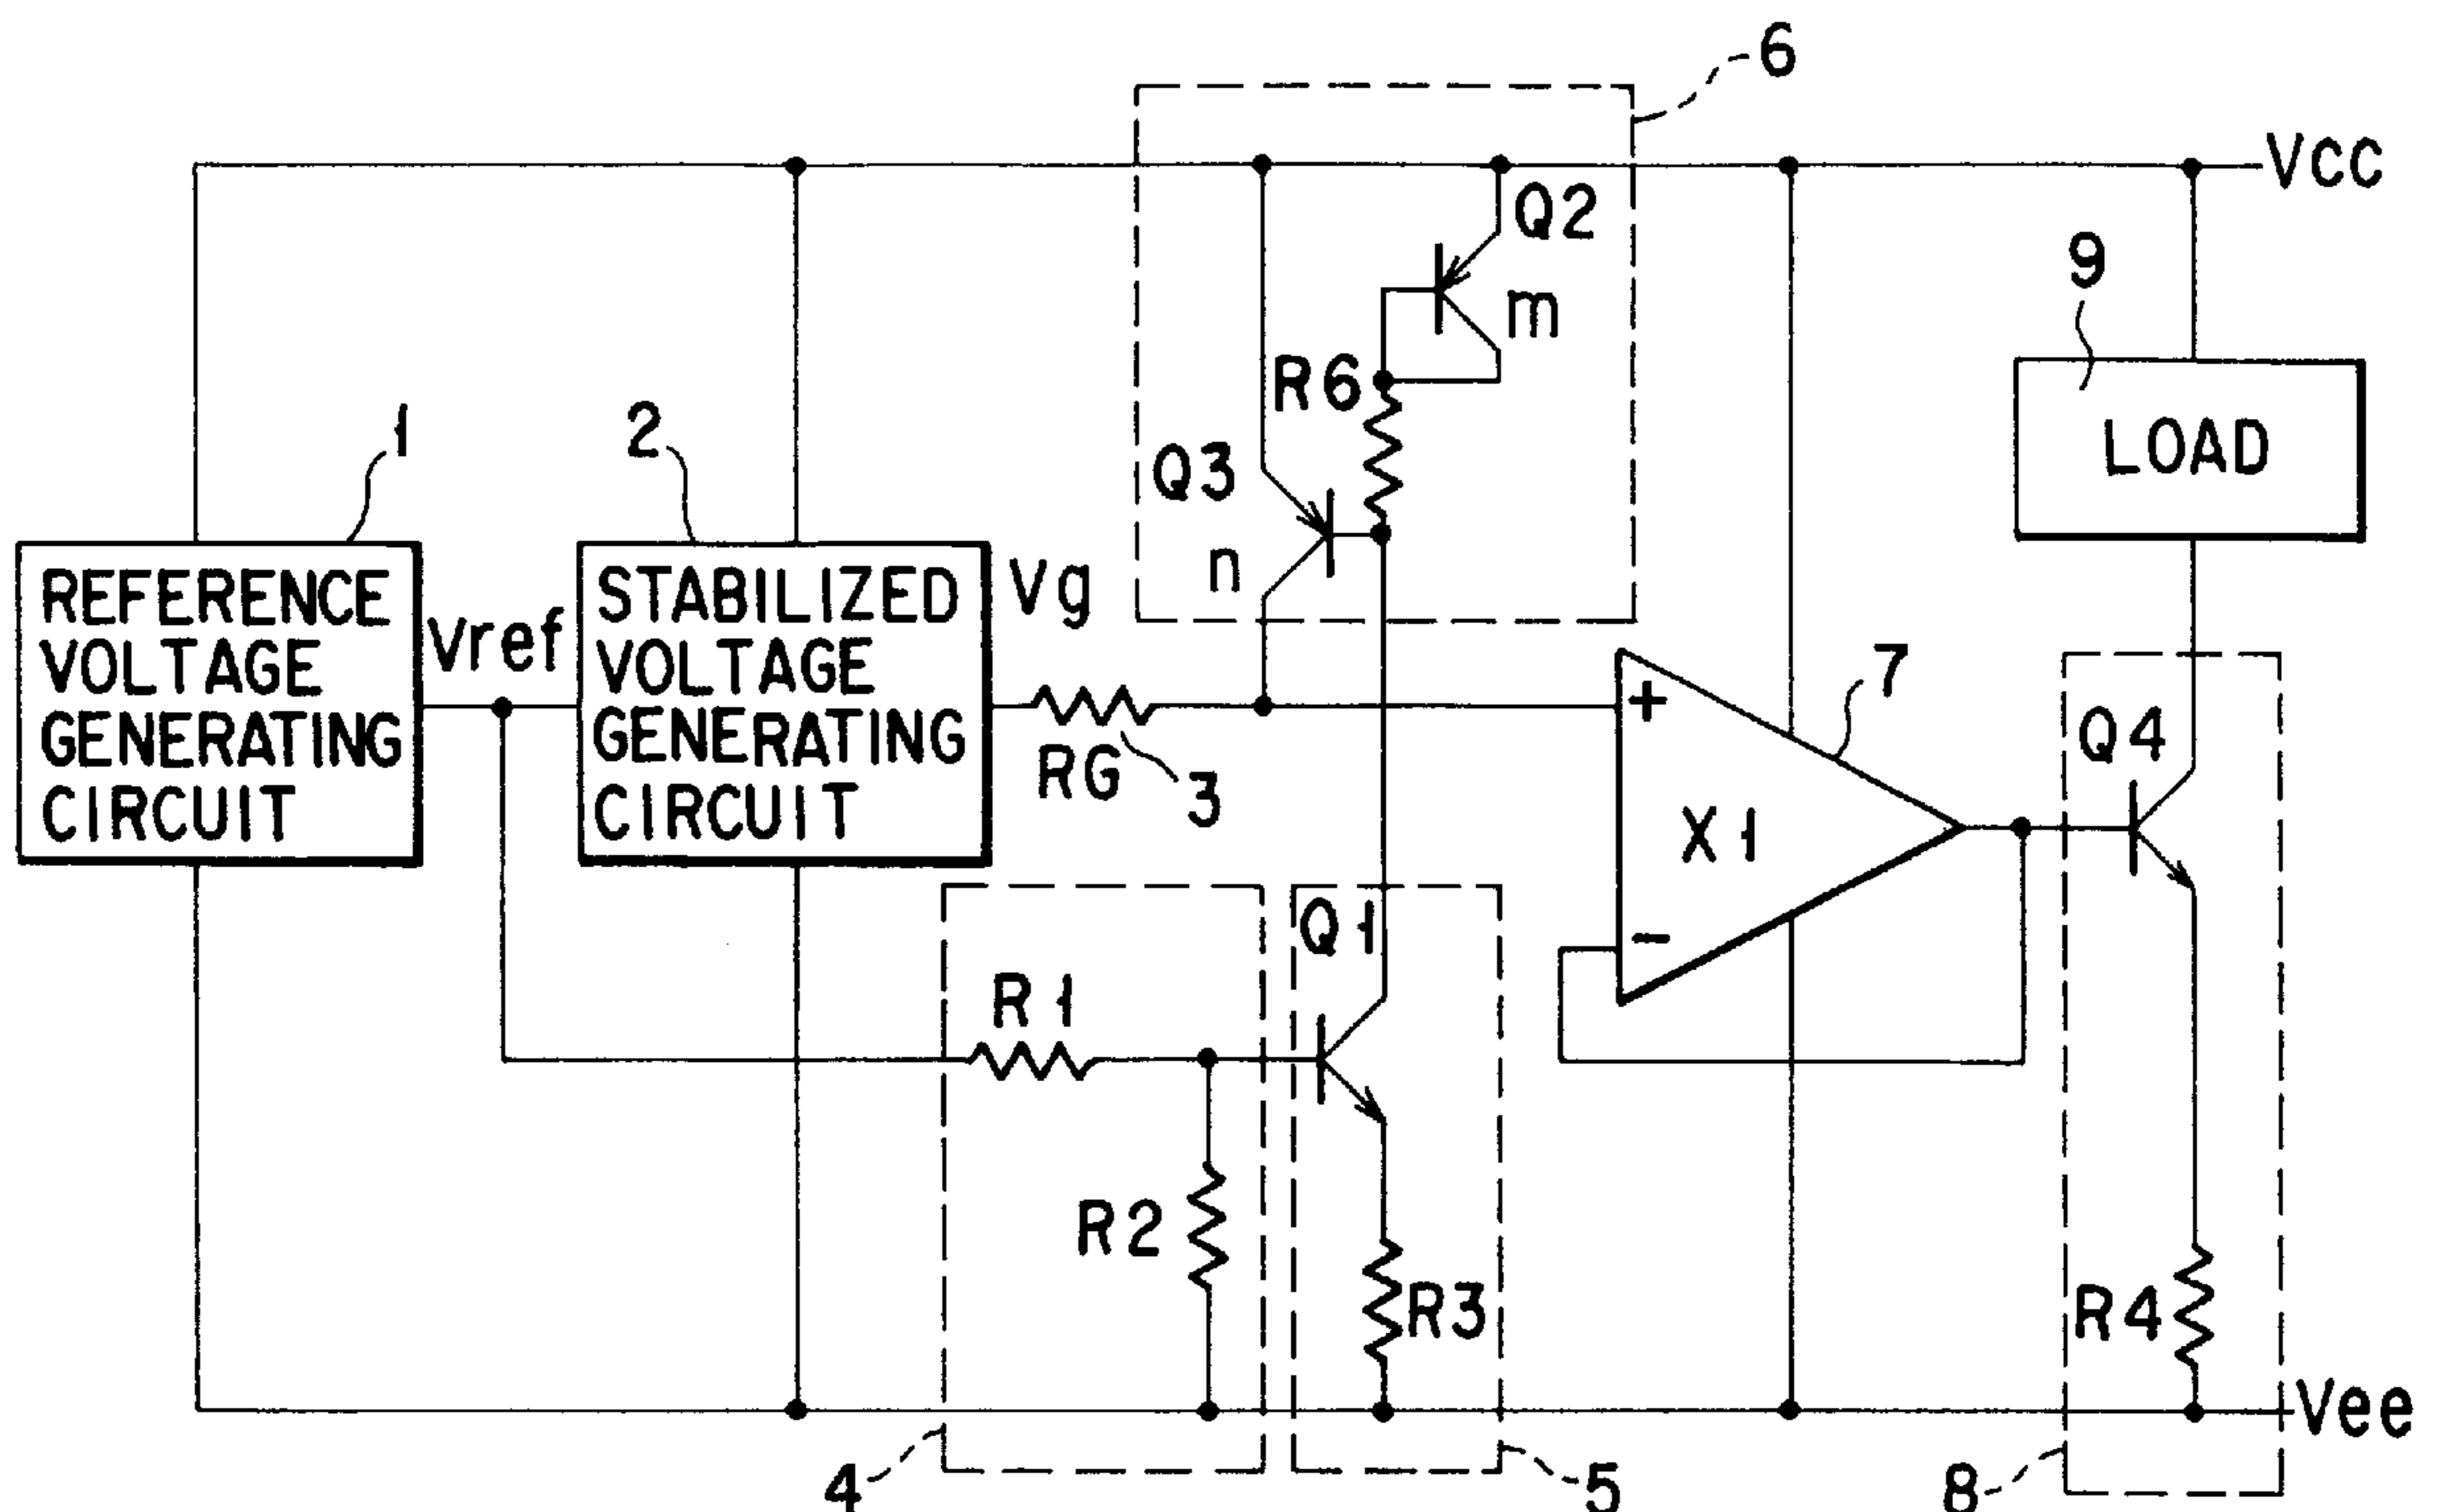 6
VCC
Q2
m
9
R6
LOAD
1
2
Q3
n
REFERENCE
VOLTAGE
GENERATING
CIRCUIT
Vref
STABILIZED
VOLTAGE
GENERATING
CIRCUIT
Vg
RG
3
+
-
X1
7
Q4
Q1
R1
R2
R3
R4
Vee
4
5
8